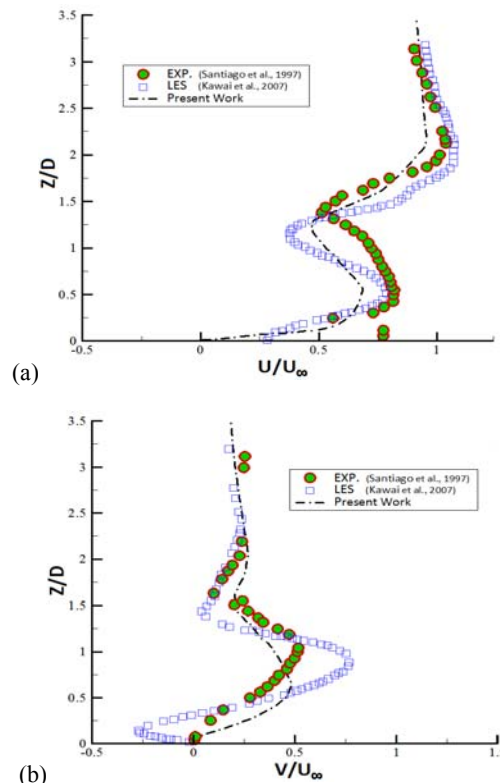 (a)
3.5
3
2.5
2
1.5
1
0.5
0
Z/D
EXP. (Santiago et al., 1997)
LES (Kawai et al., 2007)
Present Work
-0.5 0 0.5 1
U/U∞
(b)
3.5
3
2.5
2
1.5
1
0.5
0
Z/D
EXP. (Santiago et al., 1997)
LES (Kawai et al., 2007)
Present Work
-0.5 0 0.5 1 1.
V/U∞